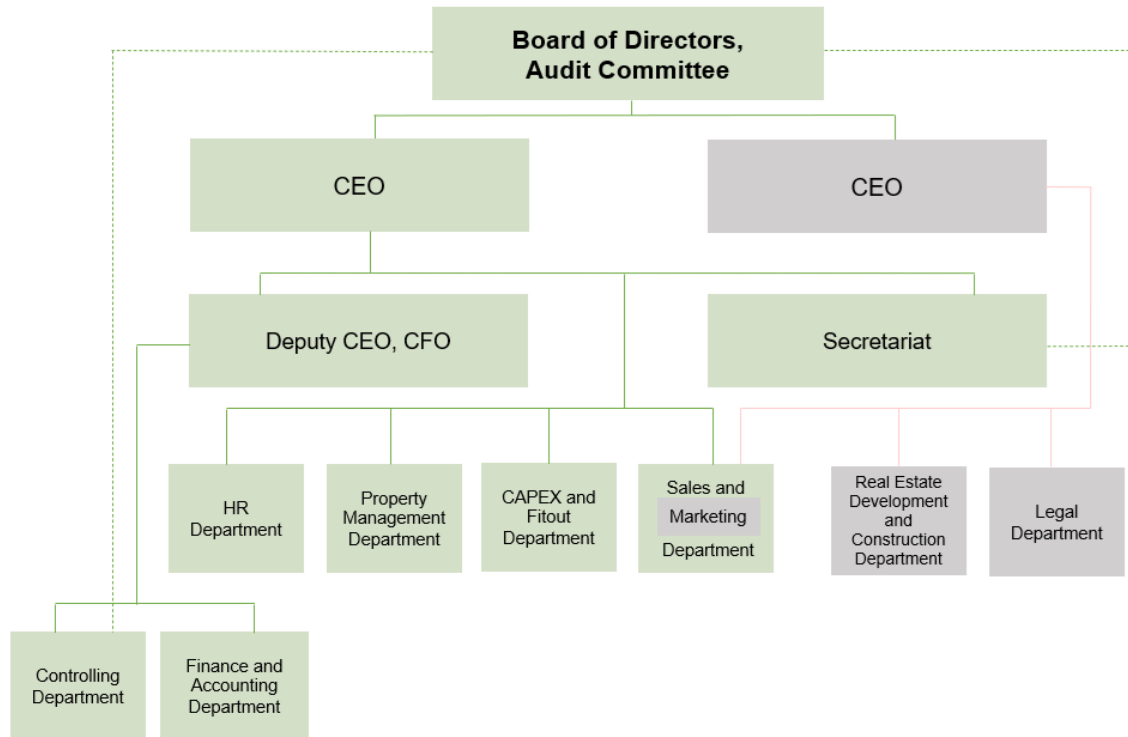 Board of Directors,
Audit Committee
CEO
CEO
Deputy CEO, CFO
Secretariat
HR
Department
Property
Management
Department
CAPEX and
Fitout
Department
Sales and
Marketing
Department
Real Estate
Development
and
Construction
Department
Legal
Department
Controlling
Department
Finance and
Accounting
Department